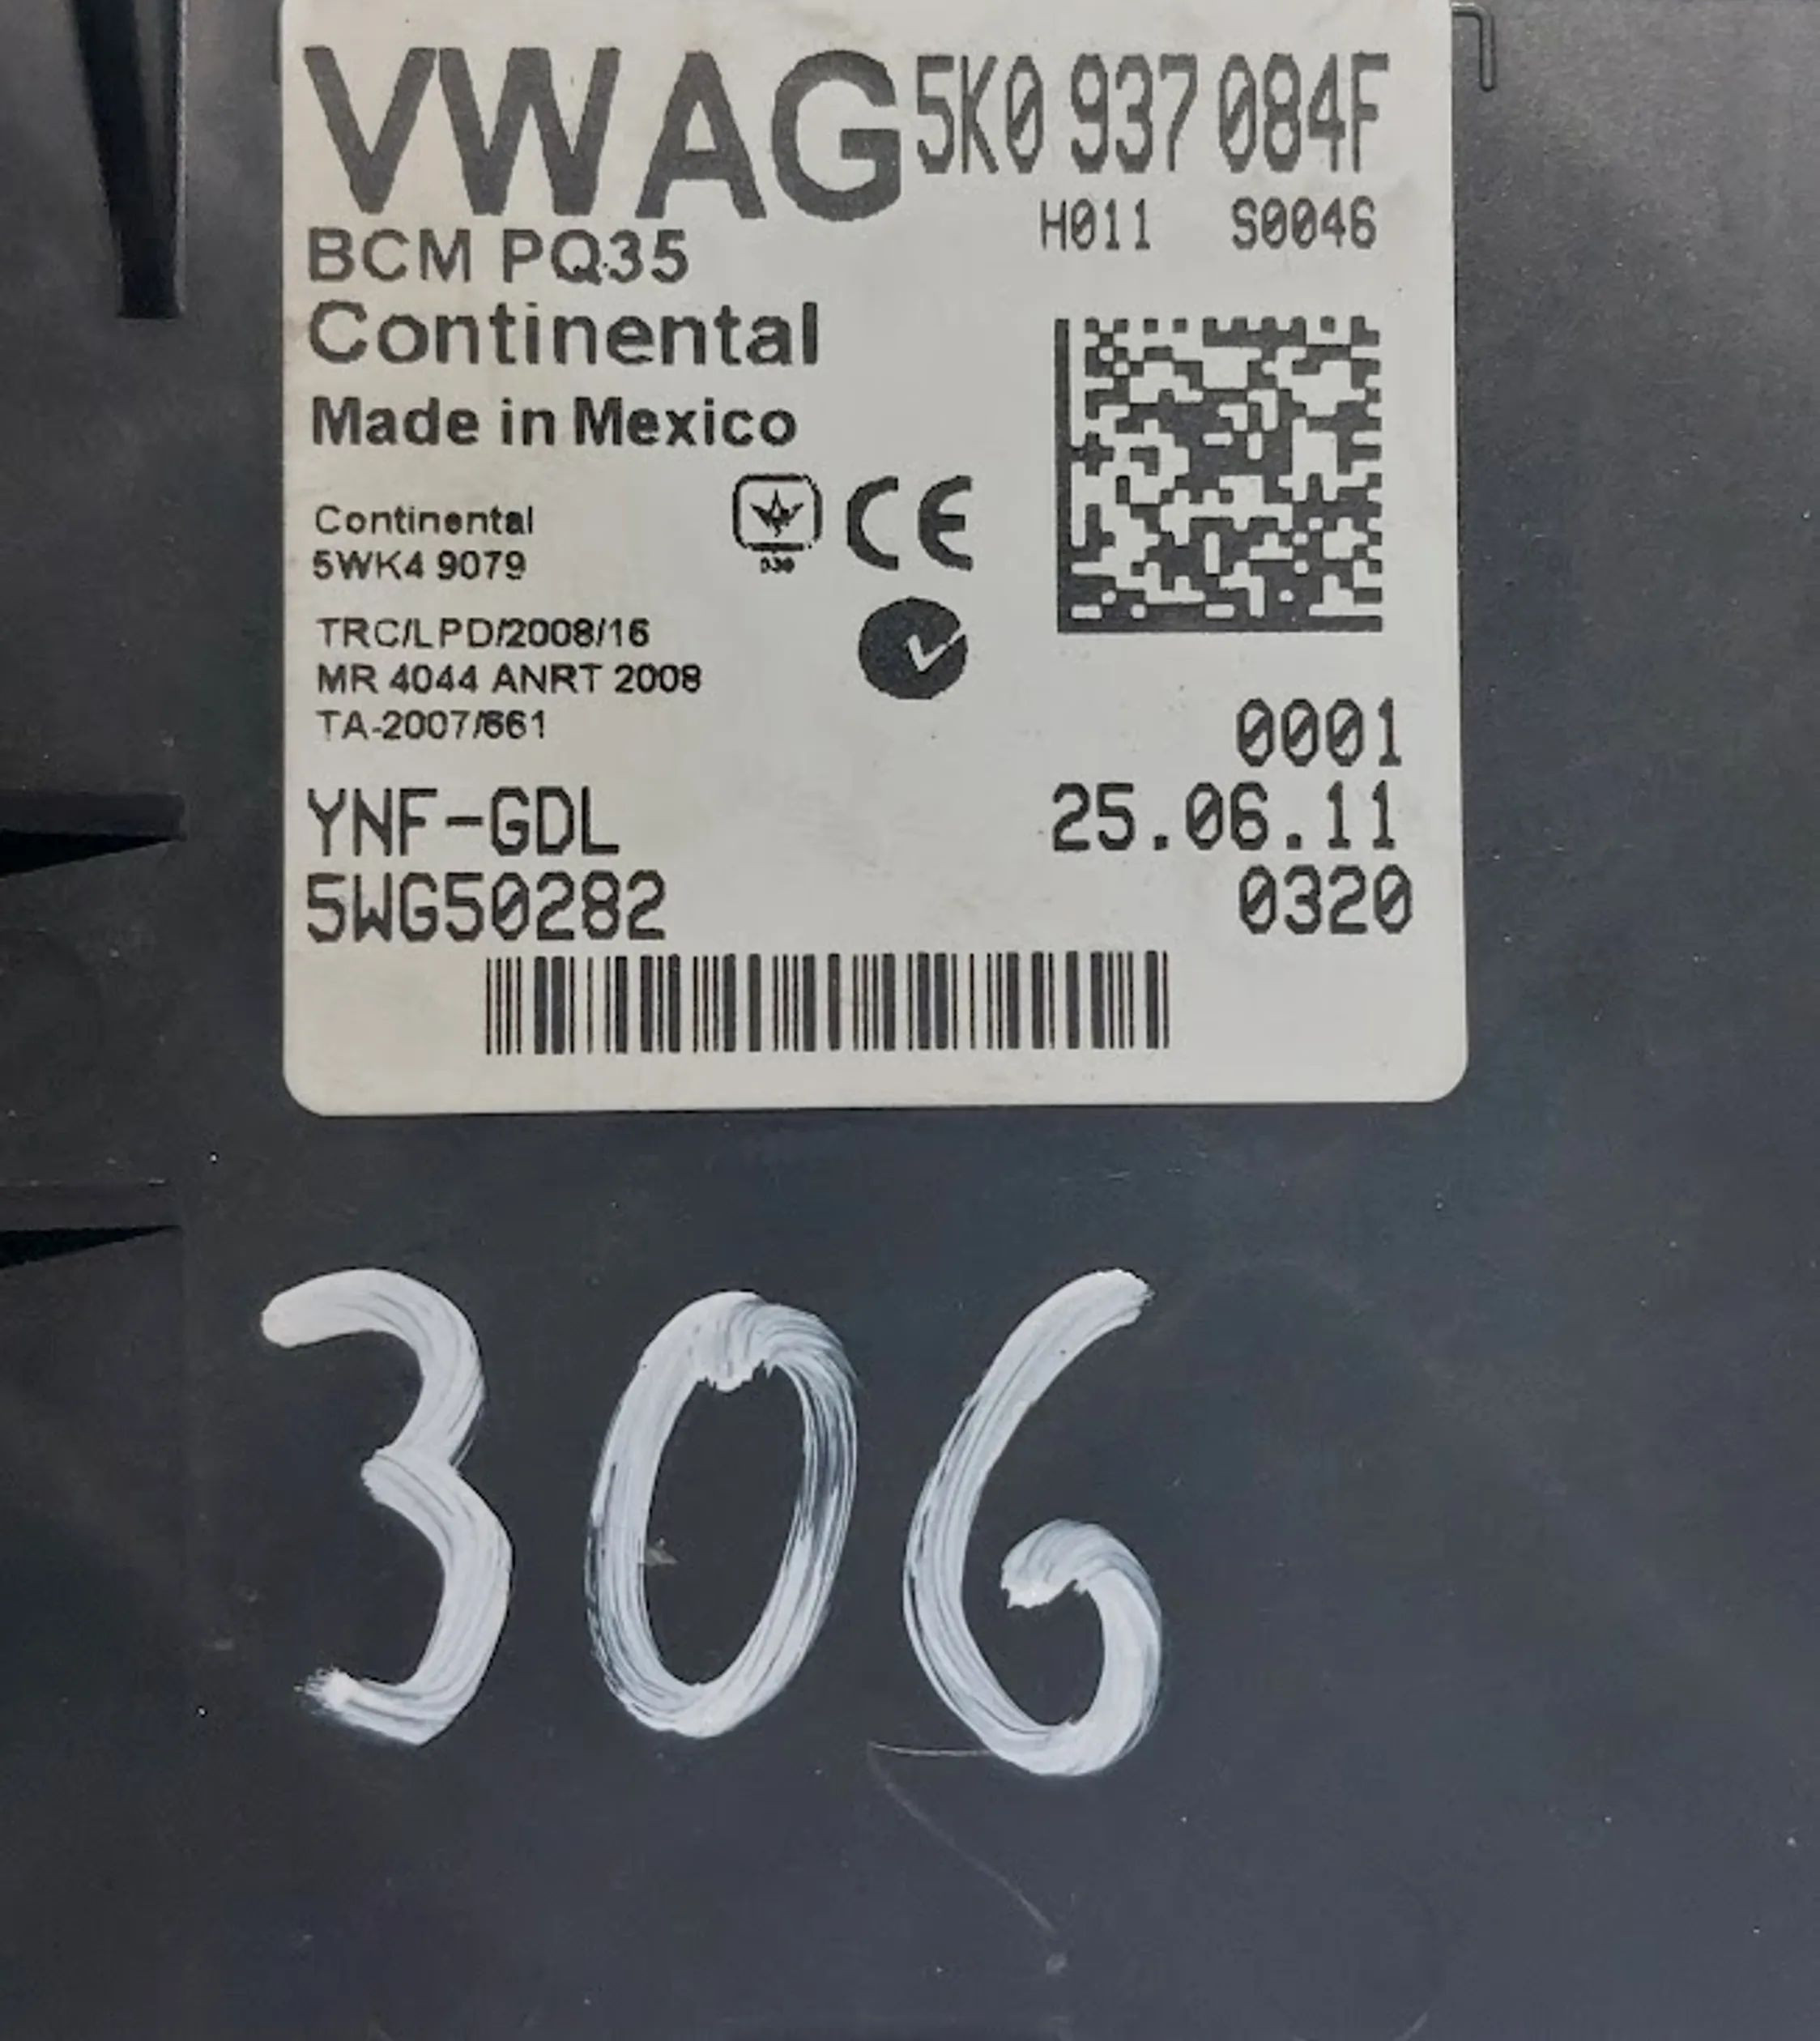 VWAG 5K0 937 084F
H011 S0046
BCM PQ35
Continental
Made in Mexico
Continental
5WK4 9079
CE
TRC/LPD/2008/16
MR 4044 ANRT 2008
TA-2007/661
0001
YNF-GDL 25.06.11
5WG50282 0320
306